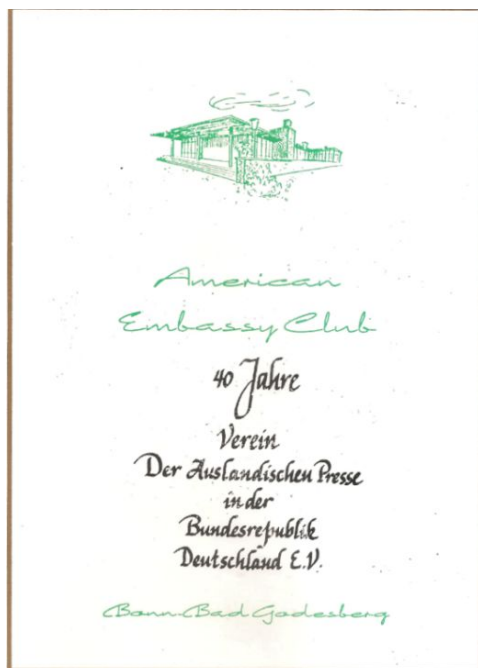 American
Embassy Club
40 Jahre
Verein
Der Auslandischen Presse
in der
Bundesrepublik
Deutschland E.V.
Bonn-Bad Godesberg